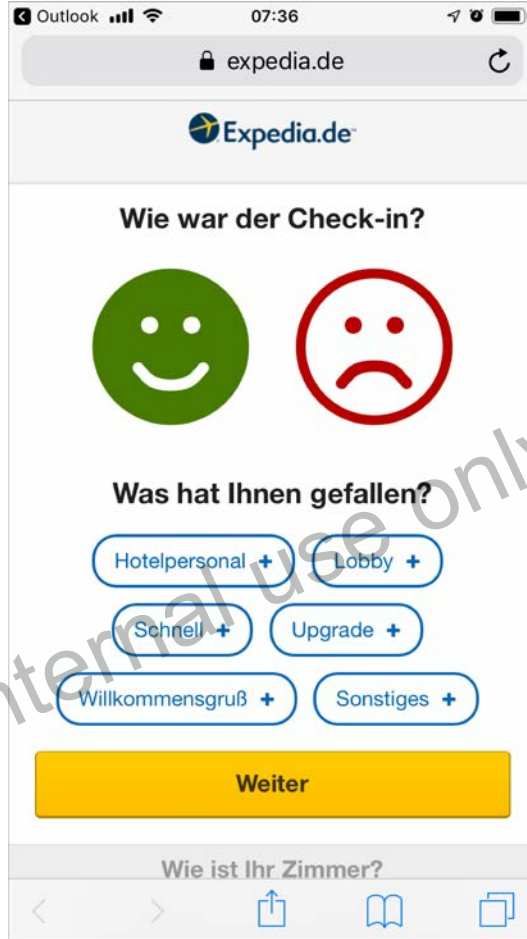 Outlook 07:36
expedia.de
Expedia.de
Wie war der Check-in?
Was hat Ihnen gefallen?
Hotelpersonal + Lobby +
Schnell + Upgrade +
Willkommensgruß + Sonstiges +
Weiter
Wie ist Ihr Zimmer?
internal use only